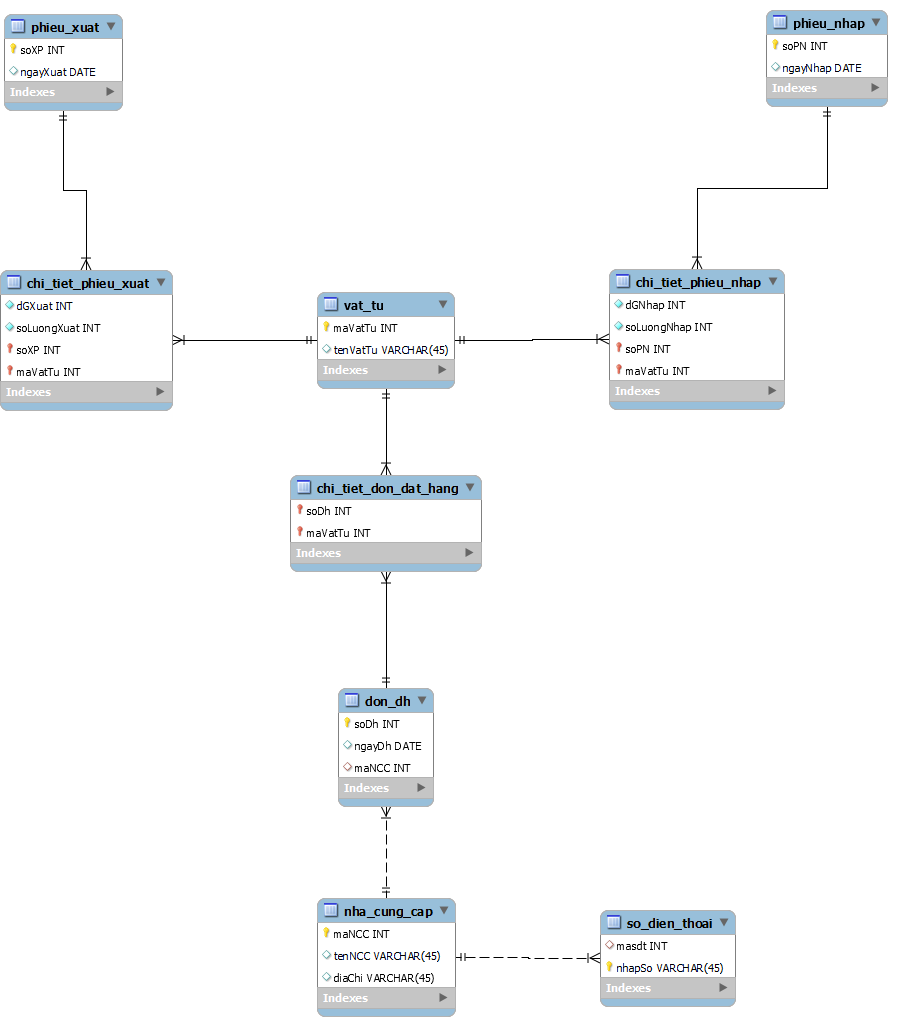 phieu_xuat
soXP INT
ngayXuat DATE
Indexes
phieu_nhap
soPN INT
ngayNhap DATE
Indexes
chi_tiet_phieu_xuat
dGXuat INT
soLuongXuat INT
soXP INT
maVatTu INT
Indexes
vat_tu
maVatTu INT
tenVatTu VARCHAR(45)
Indexes
chi_tiet_phieu_nhap
dGNhap INT
soLuongNhap INT
soPN INT
maVatTu INT
Indexes
chi_tiet_don_dat_hang
soDh INT
maVatTu INT
Indexes
don_dh
soDh INT
ngayDh DATE
maNCC INT
Indexes
nha_cung_cap
maNCC INT
tenNCC VARCHAR(45)
diaChi VARCHAR(45)
Indexes
so_dien_thoai
masdt INT
nhapSo VARCHAR(45)
Indexes